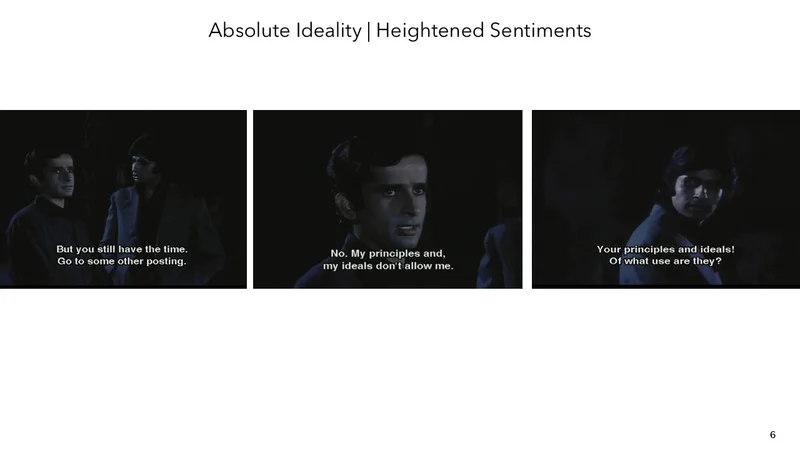 Absolute Ideality | Heightened Sentiments
But you still have the time.
Go to some other posting.
No. My principles and,
my ideals don't allow me.
Your principles and ideals!
Of what use are they?
6